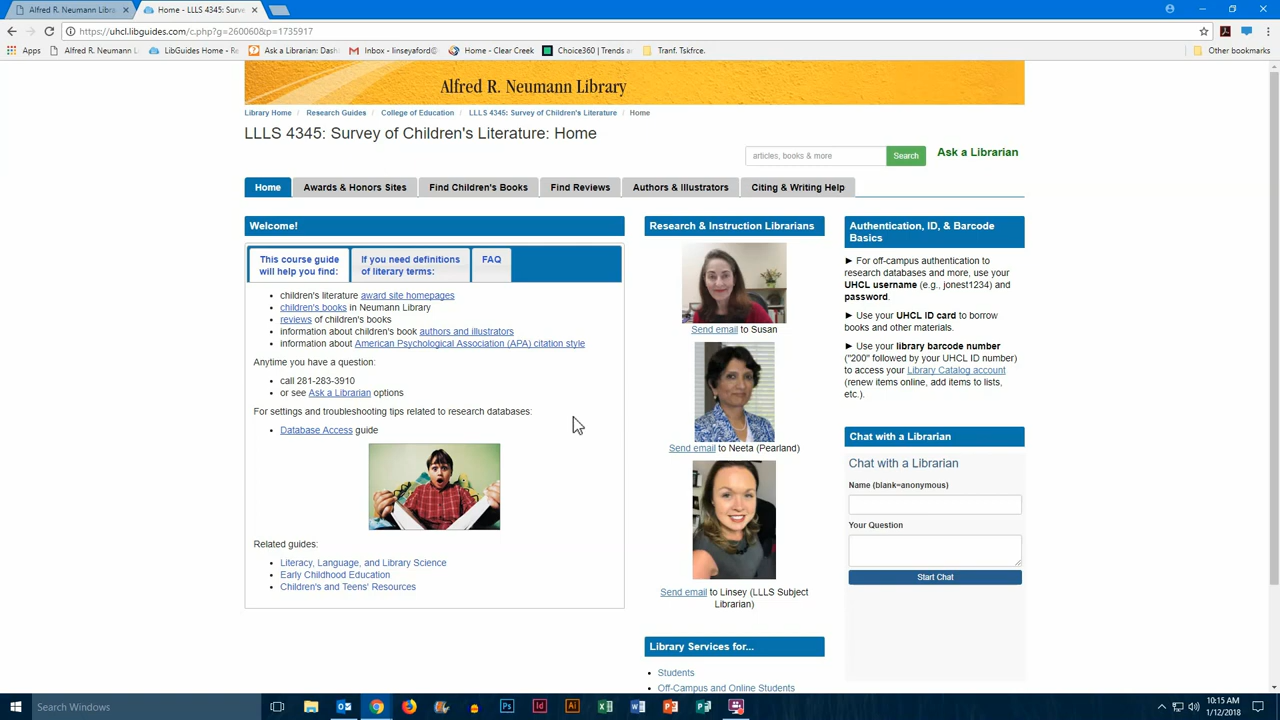 Alfred R. Neumann Library
Home - LLLS 4345: Surve
https://uhcl.libguides.com/c.php?g=260060&p=1735917
Apps
Alfred R. Neumann L
LibGuides Home - Re
Ask a Librarian: Dash
Inbox - linseyaford@
Home - Clear Creek
Choice360 | Trends a
Tranf. Tskfrce.
Other bookmarks
Alfred R. Neumann Library
Library Home / Research Guides / College of Education / LLLS 4345: Survey of Children's Literature / Home
LLLS 4345: Survey of Children's Literature: Home
articles, books & more
Search
Ask a Librarian
Home
Awards & Honors Sites
Find Children's Books
Find Reviews
Authors & Illustrators
Citing & Writing Help
Welcome!
This course guide
will help you find:
If you need definitions
of literary terms:
FAQ
• children's literature award site homepages
• children's books in Neumann Library
• reviews of children's books
• information about children's book authors and illustrators
• information about American Psychological Association (APA) citation style
Anytime you have a question:
• call 281-283-3910
• or see Ask a Librarian options
For settings and troubleshooting tips related to research databases:
• Database Access guide
Related guides:
• Literacy, Language, and Library Science
• Early Childhood Education
• Children's and Teens' Resources
Research & Instruction Librarians
Send email to Susan
Send email to Neeta (Pearland)
Send email to Linsey (LLLS Subject
Librarian)
Library Services for...
• Students
• Off-Campus and Online Students
Authentication, ID, & Barcode
Basics
► For off-campus authentication to
research databases and more, use your
UHCL username (e.g., jonest1234) and
password.
► Use your UHCL ID card to borrow
books and other materials.
► Use your library barcode number
("200" followed by your UHCL ID number)
to access your Library Catalog account
(renew items online, add items to lists,
etc.).
Chat with a Librarian
Chat with a Librarian
Name (blank=anonymous)
Your Question
Start Chat
Search Windows
10:15 AM
1/12/2018